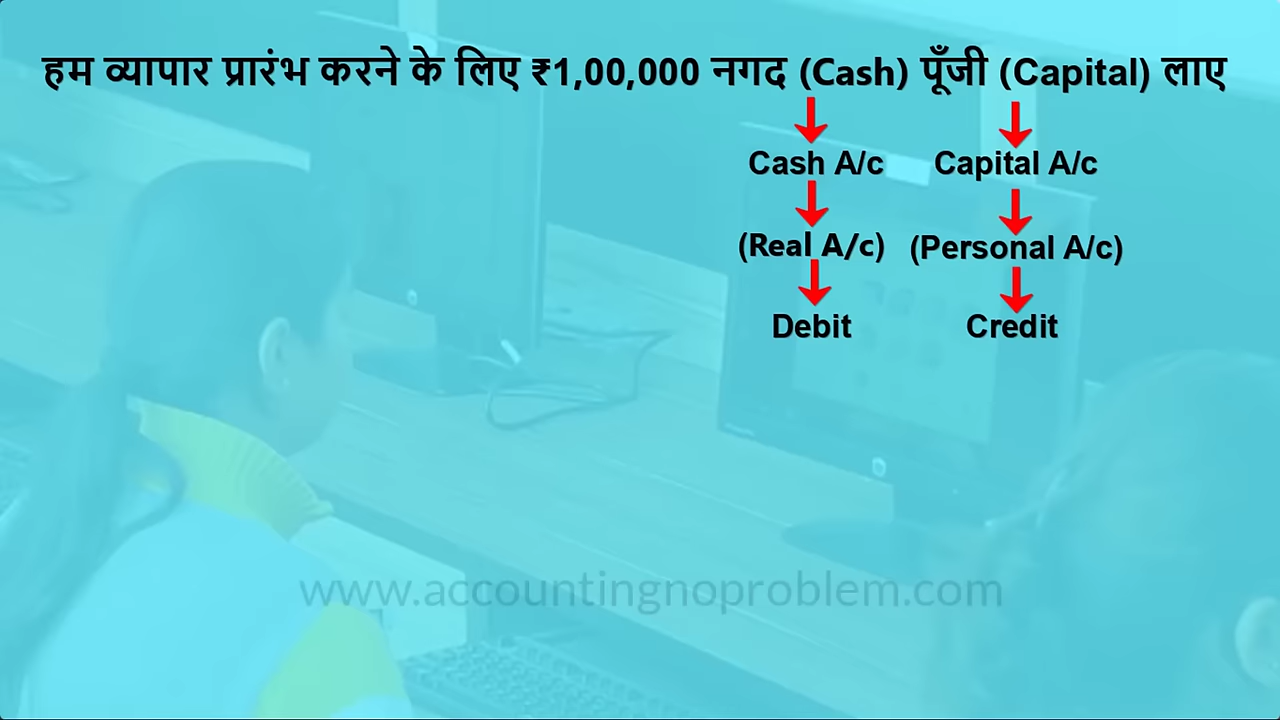 हम व्यापार प्रारंभ करने के लिए ₹1,00,000 नगद (Cash) पूँजी (Capital) लाए
Cash A/c Capital A/c
(Real A/c) (Personal A/c)
Debit Credit
www.accountingnoproblem.com